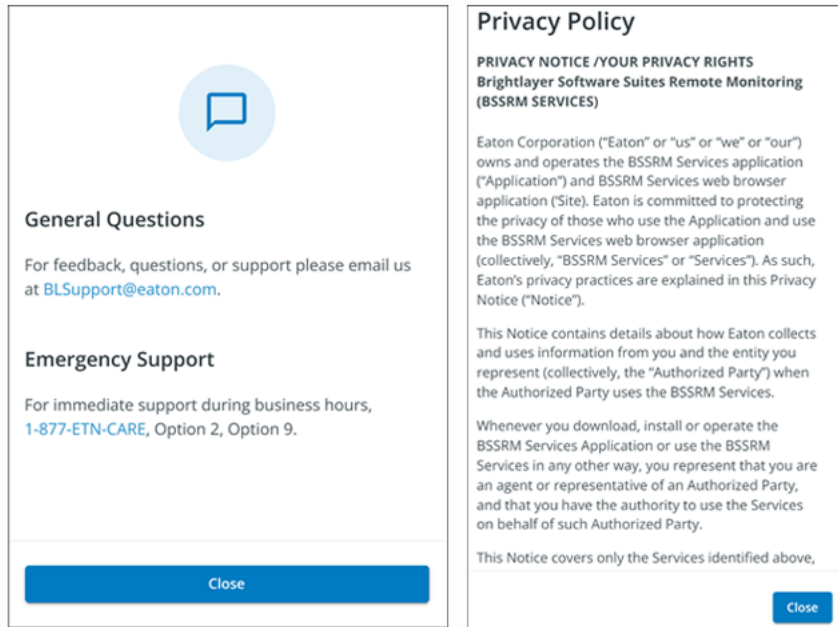 General Questions
For feedback, questions, or support please email us
at BLSupport@eaton.com.
Emergency Support
For immediate support during business hours,
1-877-ETN-CARE, Option 2, Option 9.
Close
Privacy Policy
PRIVACY NOTICE /YOUR PRIVACY RIGHTS
Brightlayer Software Suites Remote Monitoring
(BSSRM SERVICES)
Eaton Corporation (“Eaton” or “us” or “we” or “our”)
owns and operates the BSSRM Services application
(“Application”) and BSSRM Services web browser
application (‘Site). Eaton is committed to protecting
the privacy of those who use the Application and use
the BSSRM Services web browser application
(collectively, “BSSRM Services” or “Services”). As such,
Eaton’s privacy practices are explained in this Privacy
Notice (“Notice”).
This Notice contains details about how Eaton collects
and uses information from you and the entity you
represent (collectively, the “Authorized Party”) when
the Authorized Party uses the BSSRM Services.
Whenever you download, install or operate the
BSSRM Services Application or use the BSSRM
Services in any other way, you represent that you are
an agent or representative of an Authorized Party,
and that you have the authority to use the Services
on behalf of such Authorized Party.
This Notice covers only the Services identified above,
Close